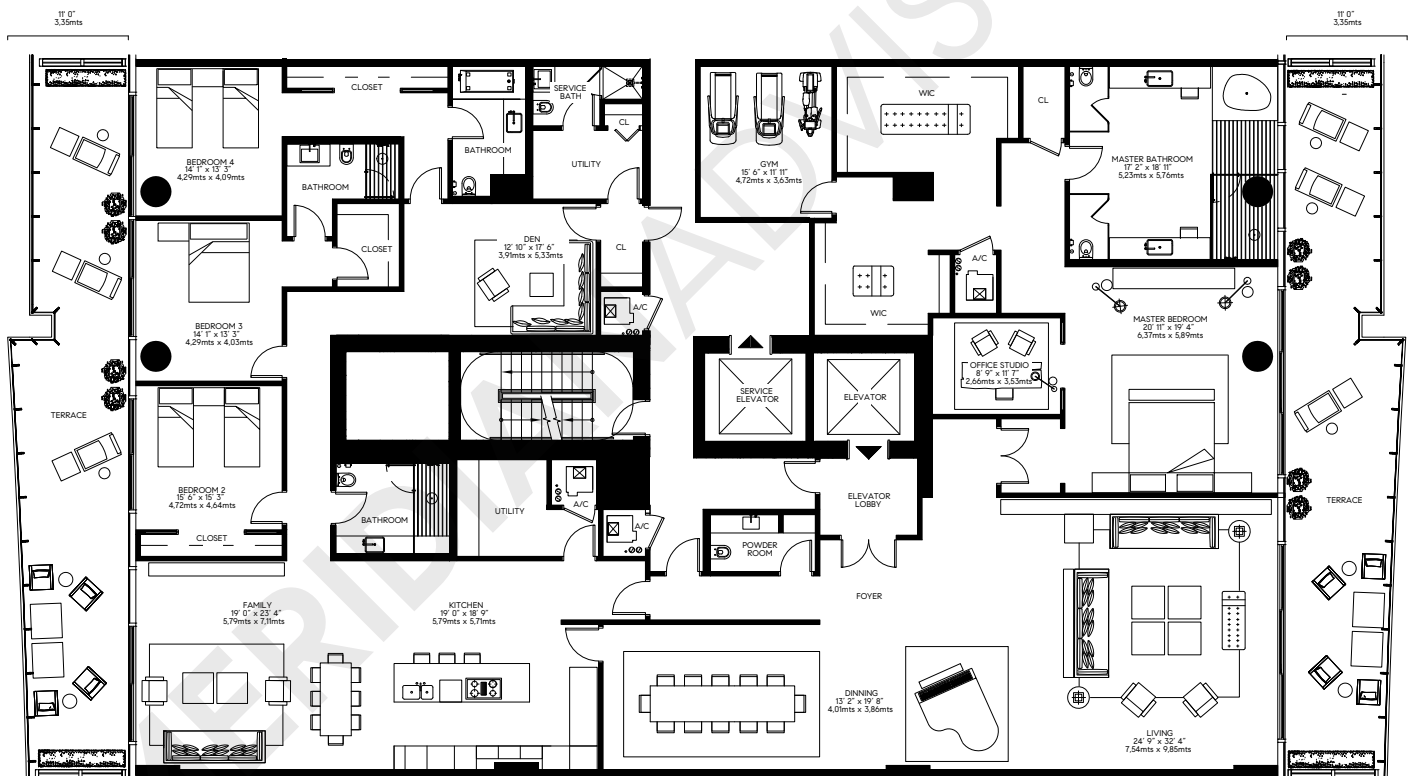 11' 0"
3,35mts
11' 0"
3,35mts
CLOSET
SERVICE
BATH
CL
BATHROOM
UTILITY
BEDROOM 4
14' 1" x 13' 3"
4,29mts x 4,09mts
BATHROOM
CLOSET
DEN
12' 10" x 17' 6"
3,91mts x 5,33mts
CL
A/C
BEDROOM 3
14' 1" x 13' 3"
4,29mts x 4,03mts
TERRACE
BEDROOM 2
15' 6" x 15' 3"
4,72mts x 4,64mts
CLOSET
BATHROOM
UTILITY
A/C
A/C
FAMILY
19' 0" x 23' 4"
5,79mts x 7,11mts
KITCHEN
19' 0" x 18' 9"
5,79mts x 5,71mts
GYM
15' 6" x 11' 11"
4,72mts x 3,63mts
WIC
CL
MASTER BATHROOM
17' 2" x 18' 11"
5,23mts x 5,76mts
A/C
WIC
MASTER BEDROOM
20' 11" x 19' 4"
6,37mts x 5,89mts
OFFICE STUDIO
8' 9" x 11' 7"
2,66mts x 3,53mts
SERVICE
ELEVATOR
ELEVATOR
ELEVATOR
LOBBY
POWDER
ROOM
FOYER
TERRACE
DINNING
13' 2" x 19' 8"
4,01mts x 3,86mts
LIVING
24' 9" x 32' 4"
7,54mts x 9,85mts
MERIDIANADVIS